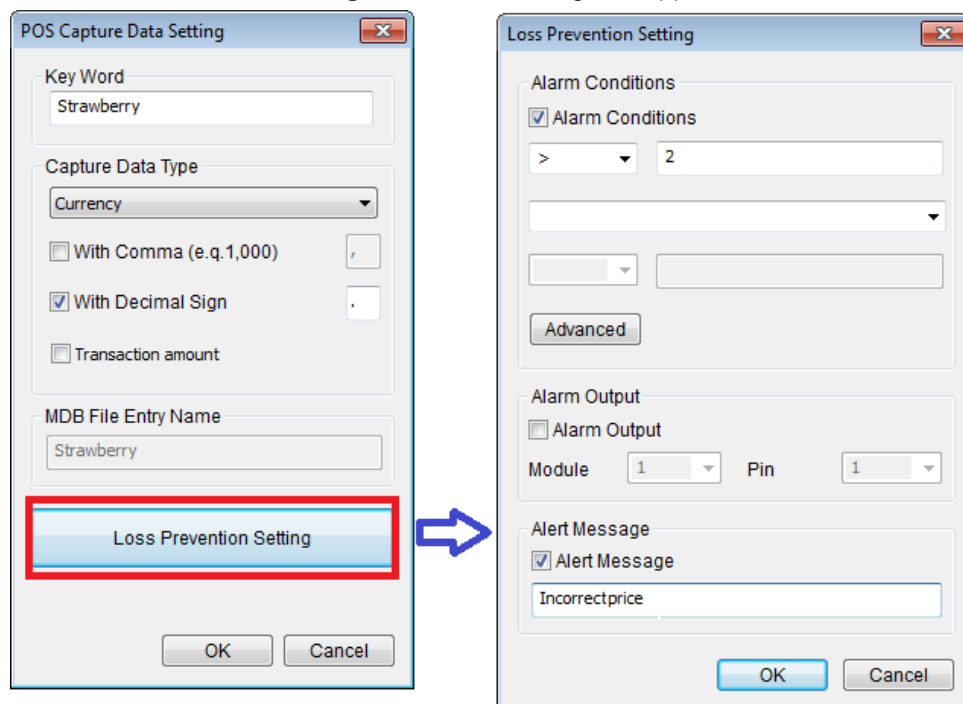 POS Capture Data Setting
Key Word
Strawberry
Capture Data Type
Currency
With Comma (e.q.1,000) ,
With Decimal Sign .
Transaction amount
MDB File Entry Name
Strawberry
Loss Prevention Setting
OK Cancel
Loss Prevention Setting
Alarm Conditions
Alarm Conditions
> 2
Advanced
Alarm Output
Alarm Output
Module 1 Pin 1
Alert Message
Alert Message
Incorrectprice
OK Cancel